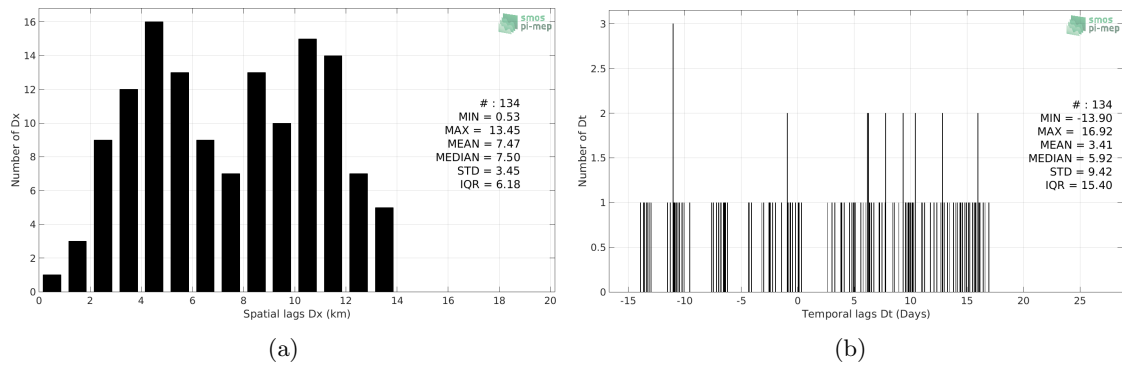 smos
pi-mep
16
14
12
10
8
6
4
2
0
Number of Dx
# : 134
MIN = 0.53
MAX = 13.45
MEAN = 7.47
MEDIAN = 7.50
STD = 3.45
IQR = 6.18
0 2 4 6 8 10 12 14 16 18 20
Spatial lags Dx (km)
(a)
smos
pi-mep
3
2.5
2
1.5
1
0.5
0
Number of Dt
# : 134
MIN = -13.90
MAX = 16.92
MEAN = 3.41
MEDIAN = 5.92
STD = 9.42
IQR = 15.40
-15 -10 -5 0 5 10 15 20 25
Temporal lags Dt (Days)
(b)